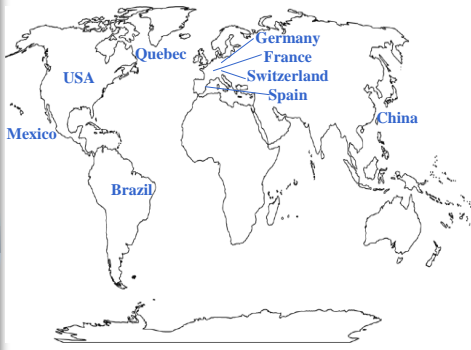 Germany
Quebec
France
USA
Switzerland
Spain
China
Mexico
Brazil